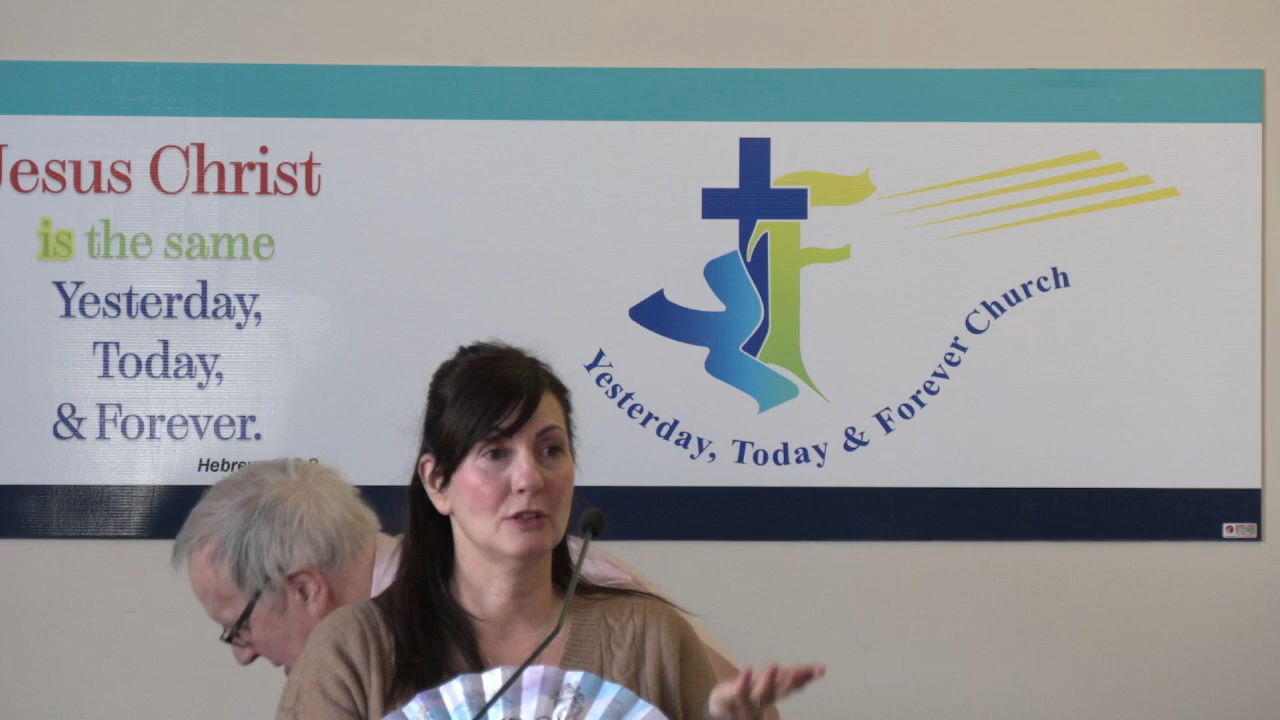 Jesus Christ
is the same
Yesterday,
Today,
& Forever.
Yesterday, Today & Forever Church